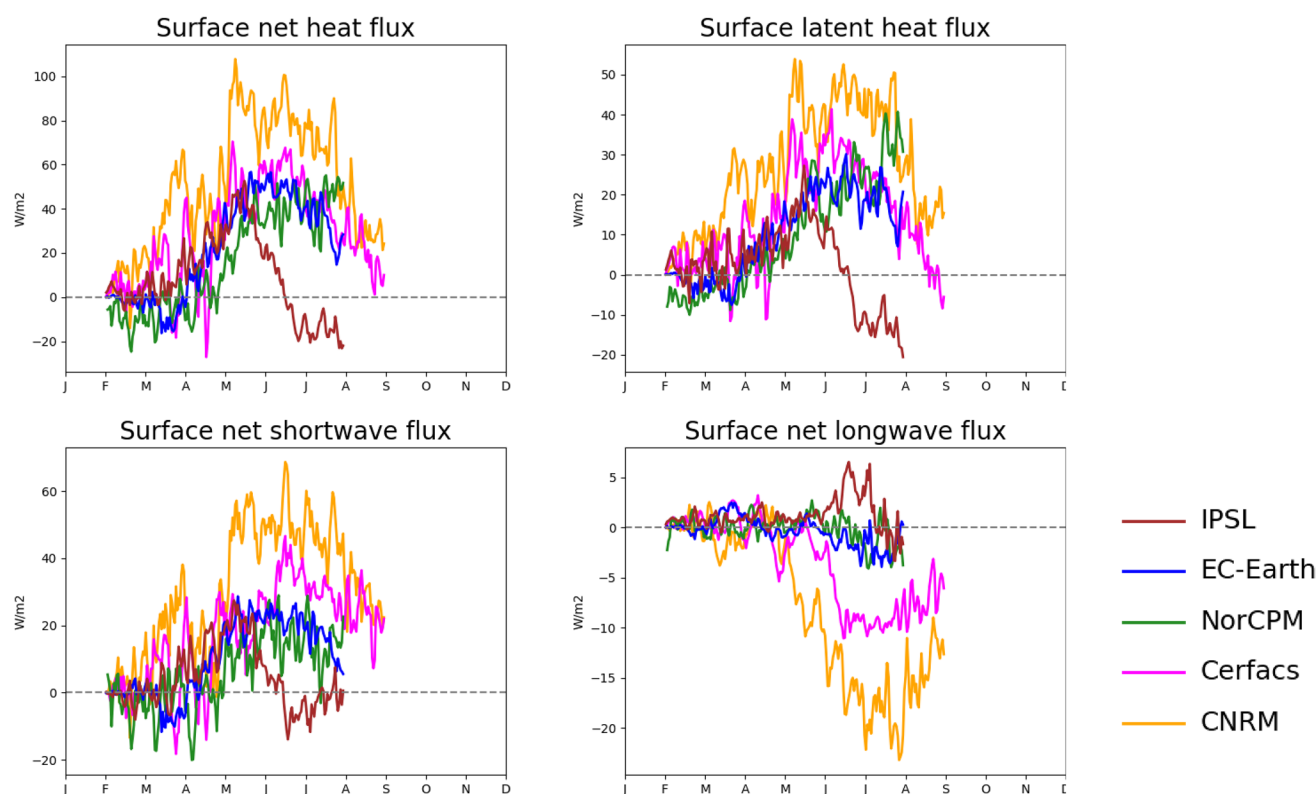 Surface net heat flux
W/m2
100
80
60
40
20
0
−20
J F M A M J J A S O N D
Surface latent heat flux
W/m2
50
40
30
20
10
0
−10
−20
J F M A M J J A S O N D
Surface net shortwave flux
W/m2
60
40
20
0
−20
J F M A M J J A S O N D
Surface net longwave flux
W/m2
5
0
−5
−10
−15
−20
J F M A M J J A S O N D
IPSL
EC-Earth
NorCPM
Cerfacs
CNRM